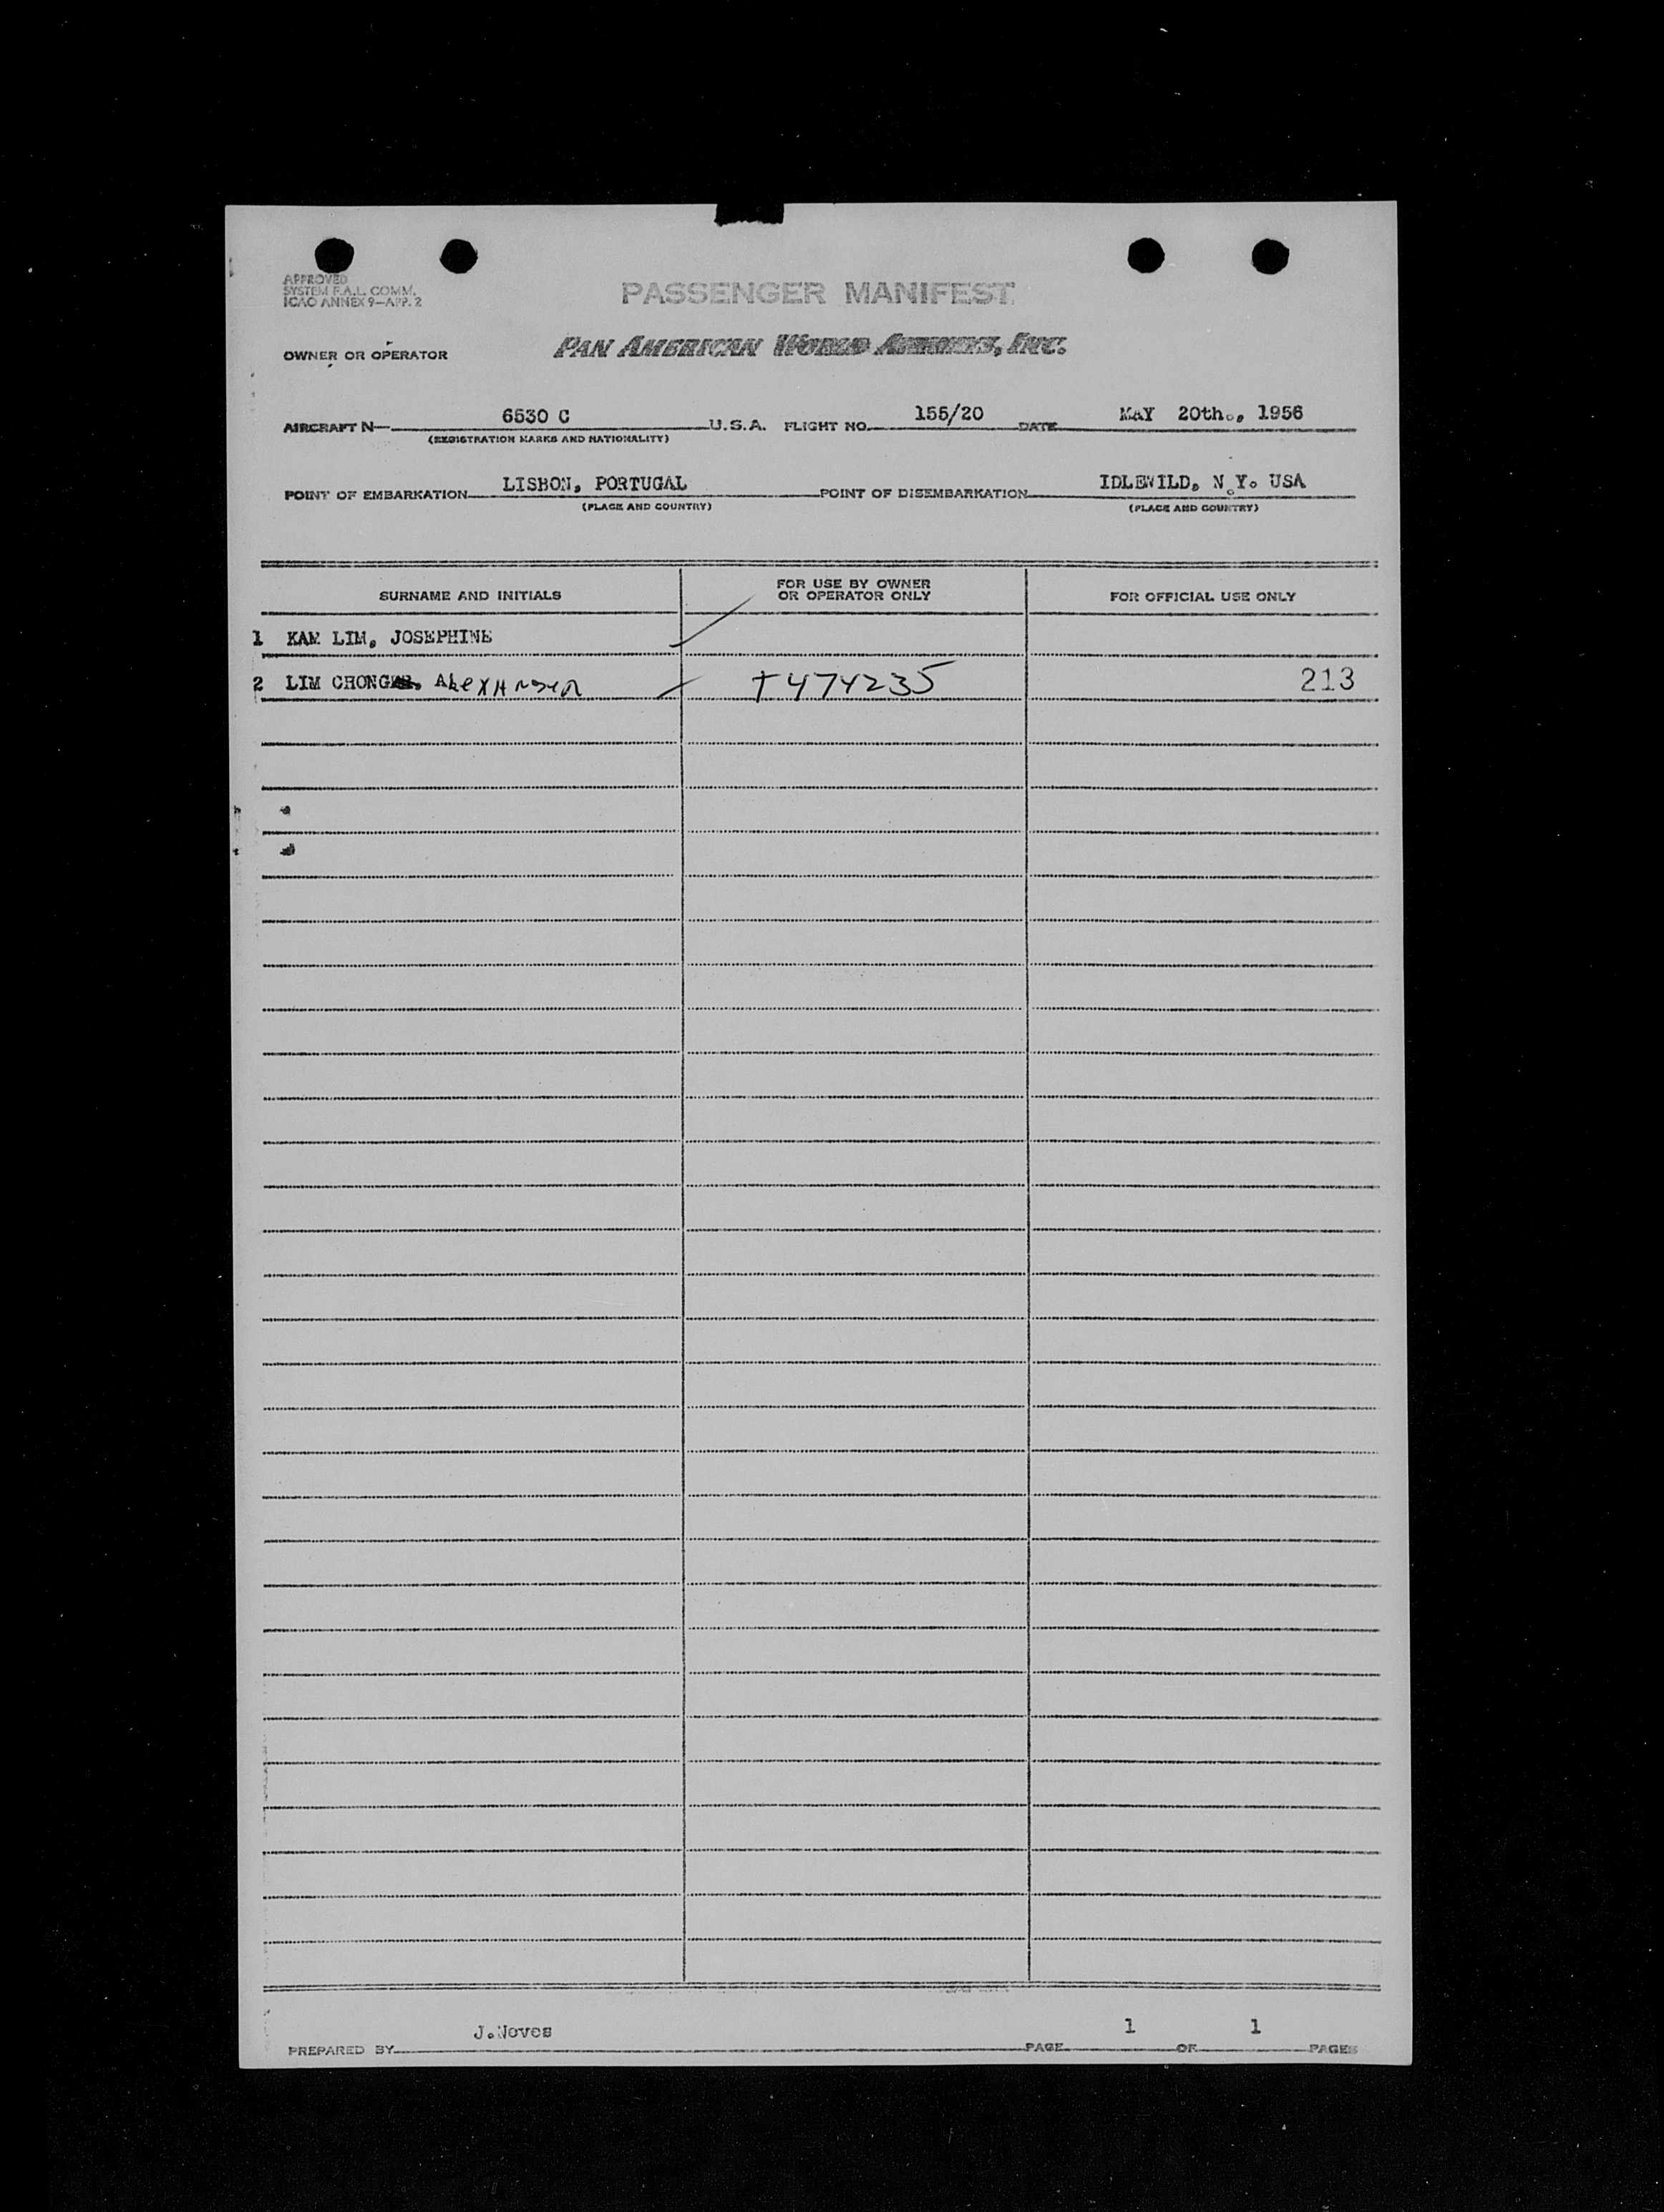 APPROVED
SYSTEM F.A.L. COMM.
ICAO ANNEX 9-APP. 2
PASSENGER MANIFEST
OWNER OR OPERATOR PAN AMERICAN WORLD AIRWAYS, INC.
AIRCRAFT N- 6530 C U.S.A. FLIGHT NO. 155/20 DATE MAY 20th., 1956
(REGISTRATION MARKS AND NATIONALITY)
POINT OF EMBARKATION LISBON, PORTUGAL POINT OF DISEMBARKATION IDLEWILD, N.Y. USA
(PLACE AND COUNTRY) (PLACE AND COUNTRY)
SURNAME AND INITIALS FOR USE BY OWNER OR OPERATOR ONLY FOR OFFICIAL USE ONLY
1 KAM LIM, JOSEPHINE
2 LIM CHONG, ALeXANDER T474235 213
PREPARED BY J. PAGE 1 OF 1 PAGES